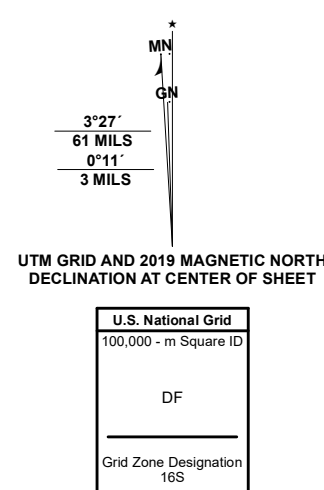 MN
GN
3°27´
61 MILS
0°11´
3 MILS
UTM GRID AND 2019 MAGNETIC NORTH
DECLINATION AT CENTER OF SHEET
U.S. National Grid
100,000 - m Square ID
DF
Grid Zone Designation
16S